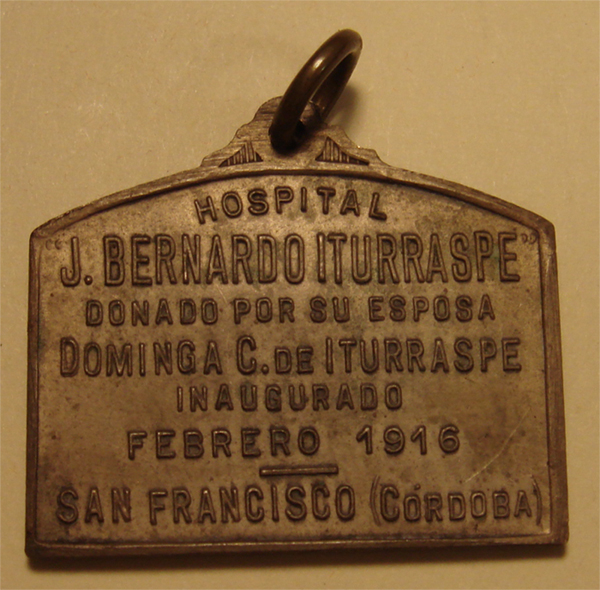 HOSPITAL
"J. BERNARDO ITURRASPE"
DONADO POR SU ESPOSA
DOMINGA C. DE ITURRASPE
INAUGURADO
FEBRERO 1916
SAN FRANCISCO (CÓRDOBA)